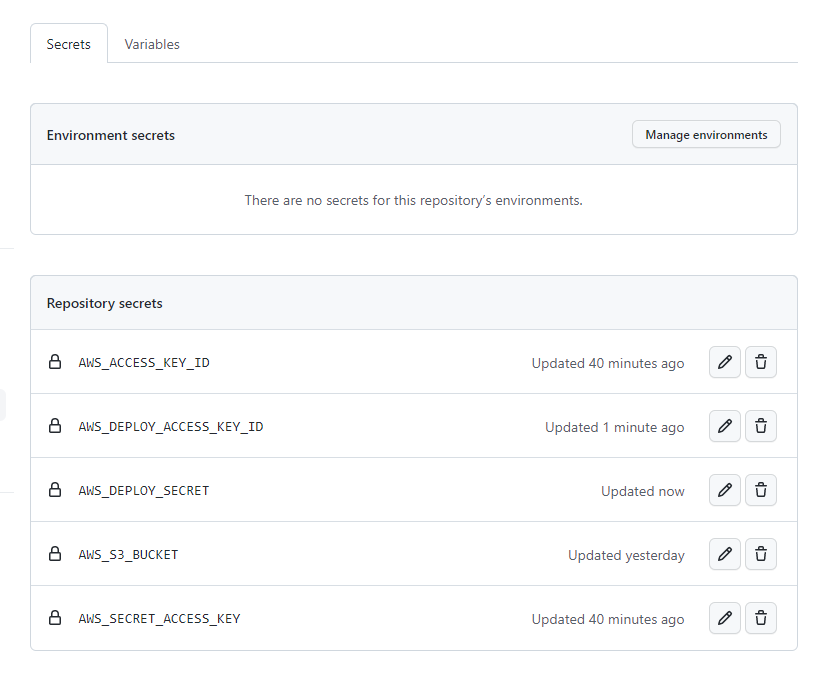 Secrets Variables
Environment secrets Manage environments
There are no secrets for this repository’s environments.
Repository secrets
AWS_ACCESS_KEY_ID Updated 40 minutes ago
AWS_DEPLOY_ACCESS_KEY_ID Updated 1 minute ago
AWS_DEPLOY_SECRET Updated now
AWS_S3_BUCKET Updated yesterday
AWS_SECRET_ACCESS_KEY Updated 40 minutes ago